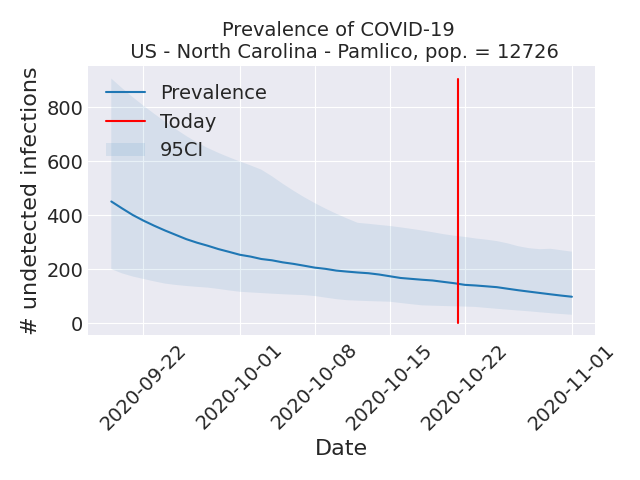 Prevalence of COVID-19
US - North Carolina - Pamlico, pop. = 12726
# undetected infections
800
600
400
200
0
Prevalence
Today
95CI
2020-09-22
2020-10-01
2020-10-08
2020-10-15
2020-10-22
2020-11-01
Date